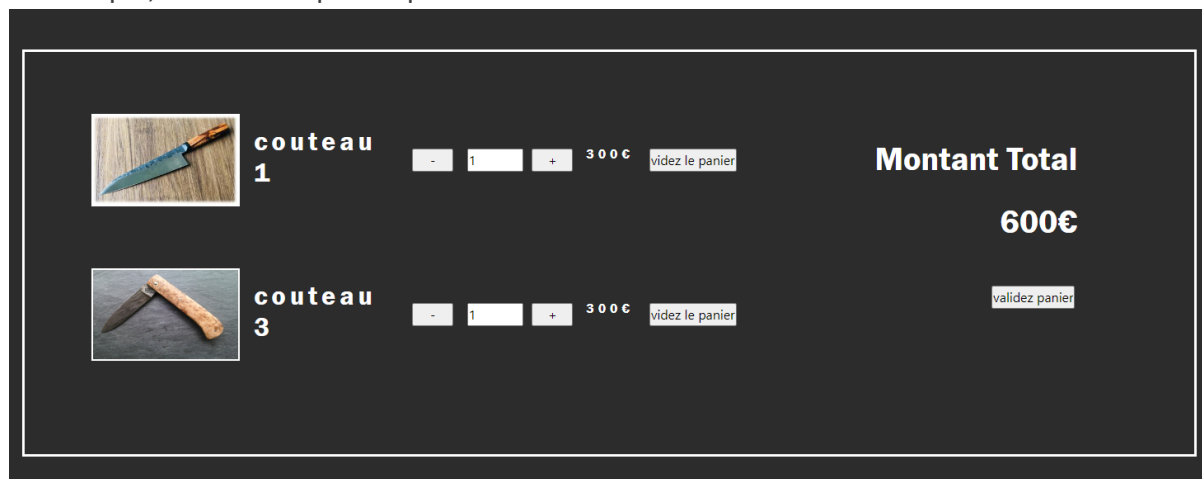 couteau
1
- 1 + 300€ videz le panier
Montant Total
600€
couteau
3
- 1 + 300€ videz le panier
validez panier